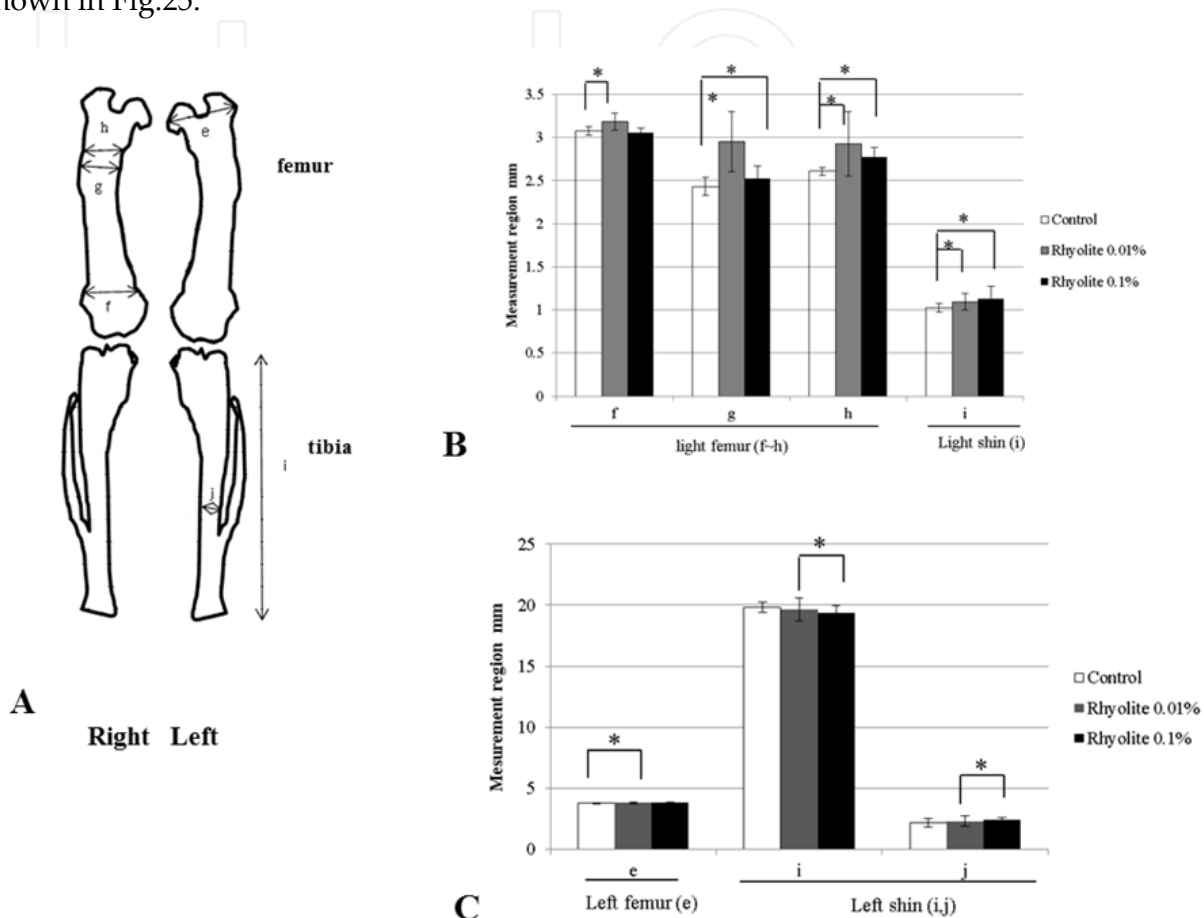 hown in Fig.25.
h
e
g
femur
f
tibia
i
j
A
Right Left
Measurement region mm
3.5
3
2.5
2
1.5
1
0.5
0
*
*
*
*
*
*
*
f
g
h
i
light femur (f~h)
Light shin (i)
Control
Rhyolite 0.01%
Rhyolite 0.1%
B
Mesurement region mm
25
20
15
10
5
0
*
*
*
e
i
j
Left femur (e)
Left shin (i,j)
Control
Rhyolite 0.01%
Rhyolite 0.1%
C